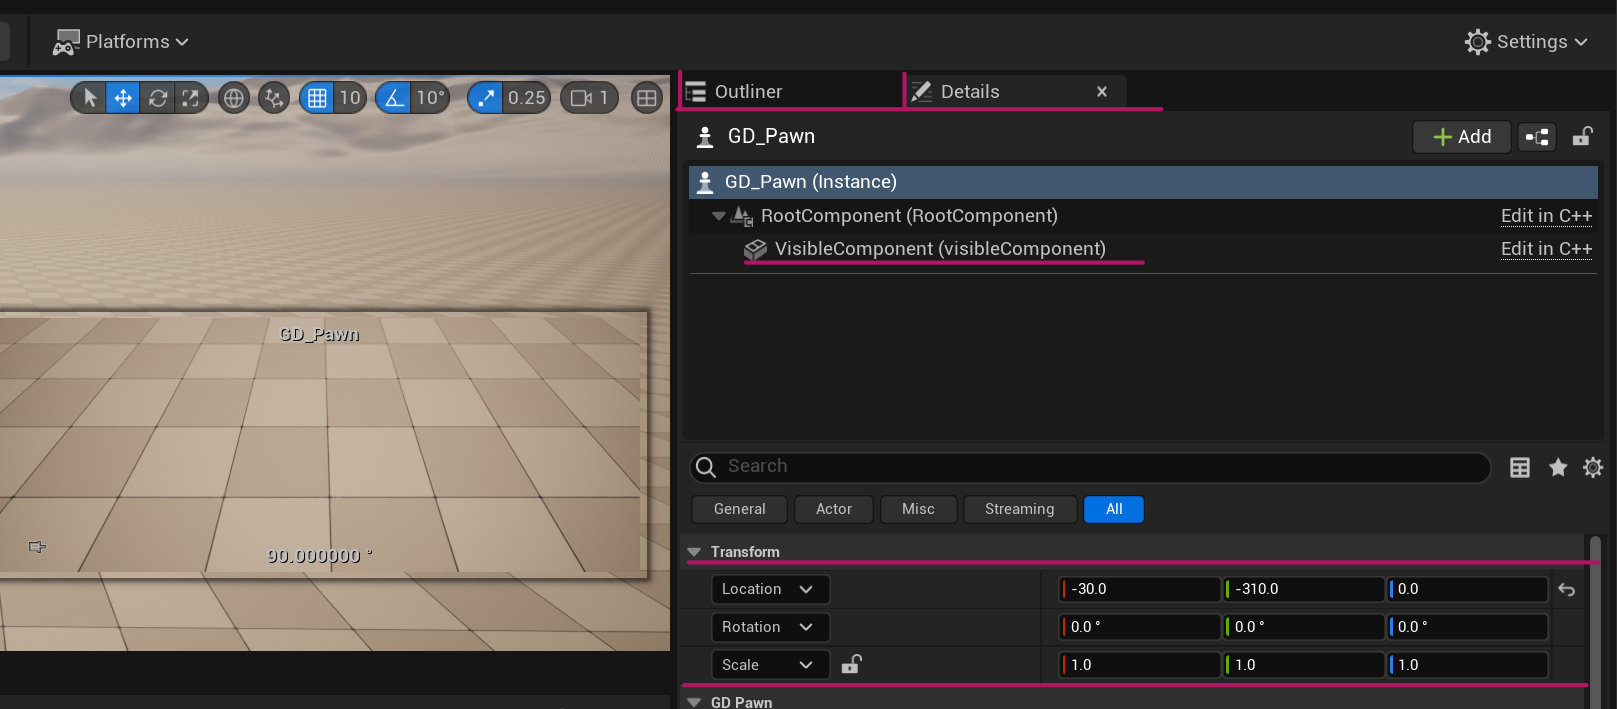 Platforms
Settings
10
10°
0.25
1
Outliner
Details
GD_Pawn
Add
GD_Pawn (Instance)
RootComponent (RootComponent)
Edit in C++
VisibleComponent (visibleComponent)
Edit in C++
GD_Pawn
90.000000 °
Search
General
Actor
Misc
Streaming
All
Transform
Location
-30.0
-310.0
0.0
Rotation
0.0 °
0.0 °
0.0 °
Scale
1.0
1.0
1.0
GD Pawn